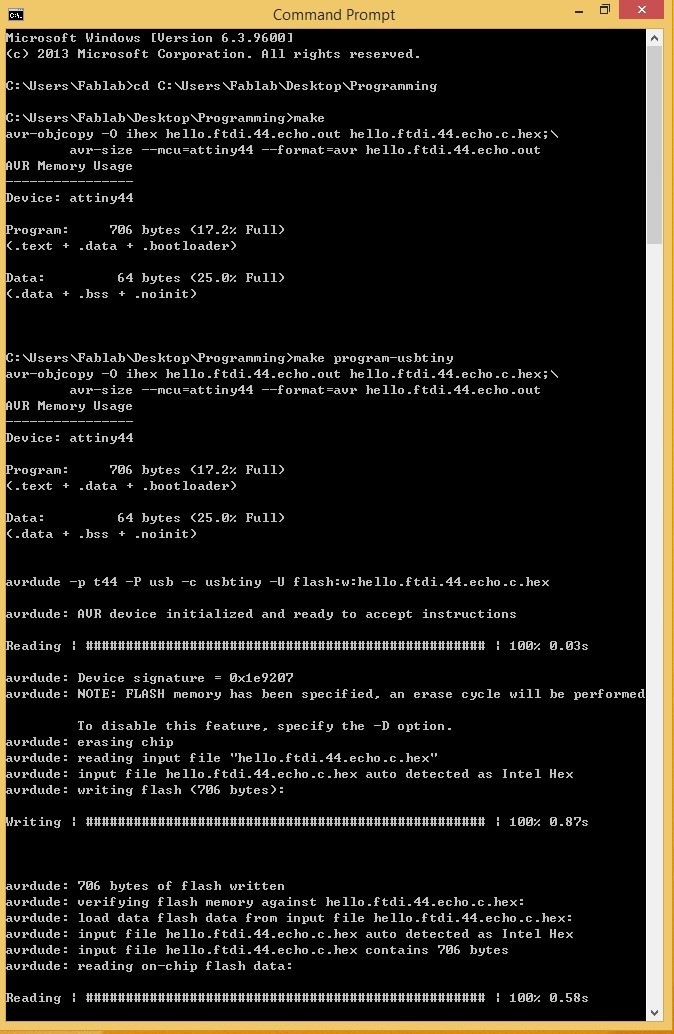 Command Prompt
Microsoft Windows [Version 6.3.9600]
(c) 2013 Microsoft Corporation. All rights reserved.
C:\Users\Fablab>cd C:\Users\Fablab\Desktop\Programming
C:\Users\Fablab\Desktop\Programming>make
avr-objcopy -O ihex hello.ftdi.44.echo.out hello.ftdi.44.echo.c.hex;\
        avr-size --mcu=attiny44 --format=avr hello.ftdi.44.echo.out
AVR Memory Usage
----------------
Device: attiny44
Program:     706 bytes (17.2% Full)
(.text + .data + .bootloader)
Data:         64 bytes (25.0% Full)
(.data + .bss + .noinit)
C:\Users\Fablab\Desktop\Programming>make program-usbtiny
avr-objcopy -O ihex hello.ftdi.44.echo.out hello.ftdi.44.echo.c.hex;\
        avr-size --mcu=attiny44 --format=avr hello.ftdi.44.echo.out
AVR Memory Usage
----------------
Device: attiny44
Program:     706 bytes (17.2% Full)
(.text + .data + .bootloader)
Data:         64 bytes (25.0% Full)
(.data + .bss + .noinit)
avrdude -p t44 -P usb -c usbtiny -U flash:w:hello.ftdi.44.echo.c.hex
avrdude: AVR device initialized and ready to accept instructions
Reading | ################################################## | 100% 0.03s
avrdude: Device signature = 0x1e9207
avrdude: NOTE: FLASH memory has been specified, an erase cycle will be performed
         To disable this feature, specify the -D option.
avrdude: erasing chip
avrdude: reading input file "hello.ftdi.44.echo.c.hex"
avrdude: input file hello.ftdi.44.echo.c.hex auto detected as Intel Hex
avrdude: writing flash (706 bytes):
Writing | ################################################## | 100% 0.87s
avrdude: 706 bytes of flash written
avrdude: verifying flash memory against hello.ftdi.44.echo.c.hex:
avrdude: load data flash data from input file hello.ftdi.44.echo.c.hex:
avrdude: input file hello.ftdi.44.echo.c.hex auto detected as Intel Hex
avrdude: input file hello.ftdi.44.echo.c.hex contains 706 bytes
avrdude: reading on-chip flash data:
Reading | ################################################## | 100% 0.58s